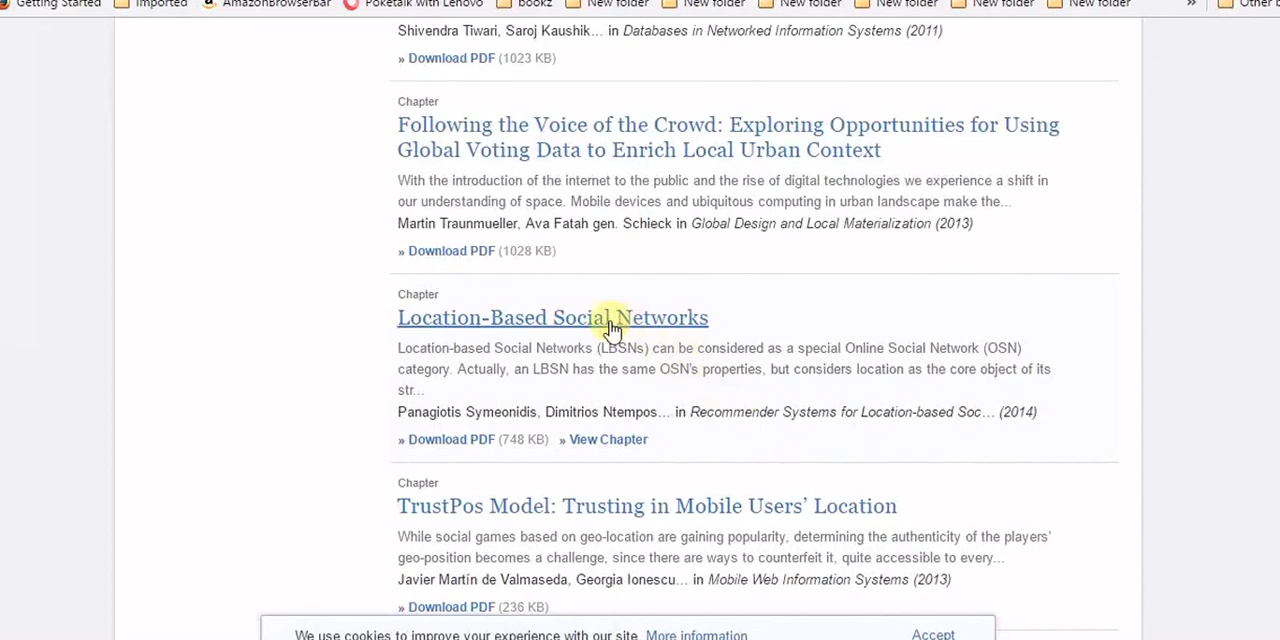 Getting Started Imported AmazonBrowserBar Poketalk with Lenovo bookz New folder New folder New folder New folder New folder New folder » Other b
Shivendra Tiwari, Saroj Kaushik... in Databases in Networked Information Systems (2011)
» Download PDF (1023 KB)
Chapter
Following the Voice of the Crowd: Exploring Opportunities for Using
Global Voting Data to Enrich Local Urban Context
With the introduction of the internet to the public and the rise of digital technologies we experience a shift in
our understanding of space. Mobile devices and ubiquitous computing in urban landscape make the...
Martin Traunmueller, Ava Fatah gen. Schieck in Global Design and Local Materialization (2013)
» Download PDF (1028 KB)
Chapter
Location-Based Social Networks
Location-based Social Networks (LBSNs) can be considered as a special Online Social Network (OSN)
category. Actually, an LBSN has the same OSN's properties, but considers location as the core object of its
str...
Panagiotis Symeonidis, Dimitrios Ntempos... in Recommender Systems for Location-based Soc... (2014)
» Download PDF (748 KB) » View Chapter
Chapter
TrustPos Model: Trusting in Mobile Users' Location
While social games based on geo-location are gaining popularity, determining the authenticity of the players'
geo-position becomes a challenge, since there are ways to counterfeit it, quite accessible to every...
Javier Martín de Valmaseda, Georgia Ionescu... in Mobile Web Information Systems (2013)
» Download PDF (236 KB)
We use cookies to improve your experience with our site. More information Accept